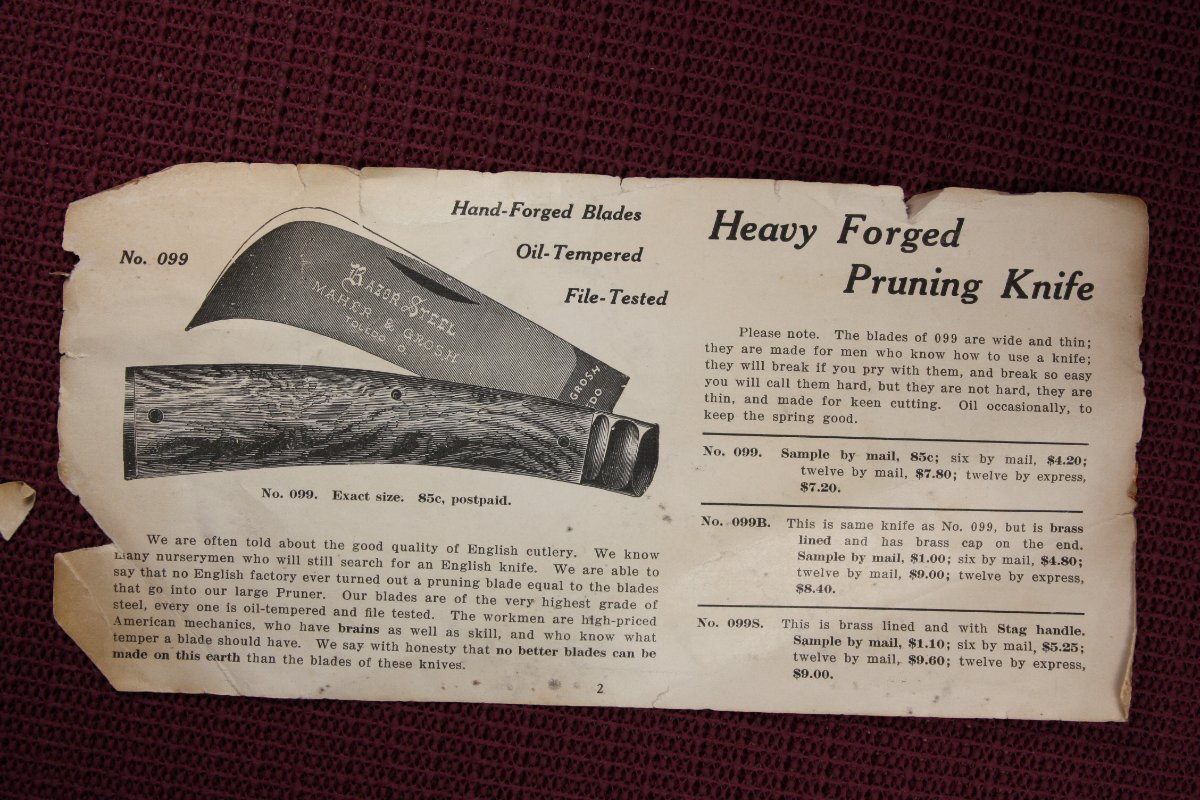 No. 099
Hand-Forged Blades
Oil-Tempered
File-Tested
RAZOR STEEL
MAHER & GROSH
TOLEDO O.
GROSH
DO
No. 099. Exact size. 85c, postpaid.
We are often told about the good quality of English cutlery. We know
many nurserymen who will still search for an English knife. We are able to
say that no English factory ever turned out a pruning blade equal to the blades
that go into our large Pruner. Our blades are of the very highest grade of
steel, every one is oil-tempered and file tested. The workmen are high-priced
American mechanics, who have brains as well as skill, and who know what
temper a blade should have. We say with honesty that no better blades can be
made on this earth than the blades of these knives.
Heavy Forged
Pruning Knife
Please note. The blades of 099 are wide and thin;
they are made for men who know how to use a knife;
they will break if you pry with them, and break so easy
you will call them hard, but they are not hard, they are
thin, and made for keen cutting. Oil occasionally, to
keep the spring good.
No. 099. Sample by mail, 85c; six by mail, $4.20;
twelve by mail, $7.80; twelve by express,
$7.20.
No. 099B. This is same knife as No. 099, but is brass
lined and has brass cap on the end.
Sample by mail, $1.00; six by mail, $4.80;
twelve by mail, $9.00; twelve by express,
$8.40.
No. 099S. This is brass lined and with Stag handle.
Sample by mail, $1.10; six by mail, $5.25;
twelve by mail, $9.60; twelve by express,
$9.00.
2